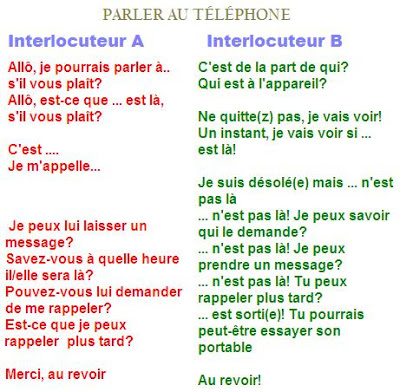 PARLER AU TÉLÉPHONE
Interlocuteur A
Allô, je pourrais parler à..
s'il vous plaît?
Allô, est-ce que ... est là,
s'il vous plaît?
C'est ....
Je m'appelle...
Je peux lui laisser un
message?
Savez-vous à quelle heure
il/elle sera là?
Pouvez-vous lui demander
de me rappeler?
Est-ce que je peux
rappeler plus tard?
Merci, au revoir
Interlocuteur B
C'est de la part de qui?
Qui est à l'appareil?
Ne quitte(z) pas, je vais voir!
Un instant, je vais voir si ...
est là!
Je suis désolé(e) mais ... n'est
pas là
... n'est pas là! Je peux savoir
qui le demande?
... n'est pas là! Je peux
prendre un message?
... n'est pas là! Tu peux
rappeler plus tard?
... est sorti(e)! Tu pourrais
peut-être essayer son
portable
Au revoir!